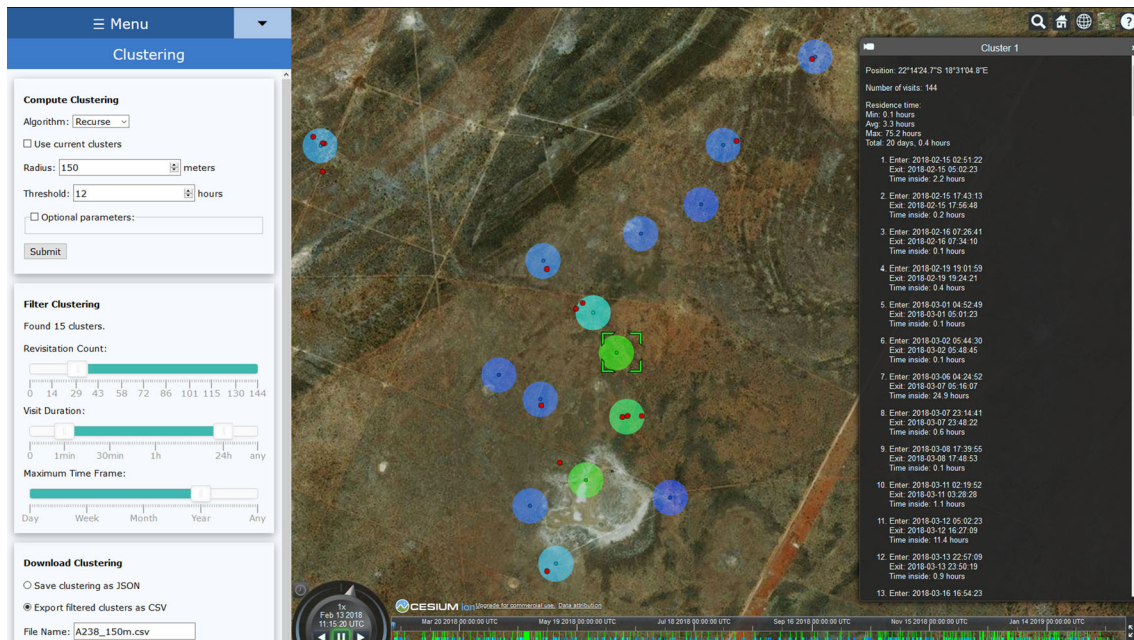 ☰ Menu
Clustering
Compute Clustering
Algorithm: Recurse
Use current clusters
Radius: 150 meters
Threshold: 12 hours
Optional parameters:
Submit
Filter Clustering
Found 15 clusters.
Revisitation Count:
0 14 29 43 58 72 86 101 115 130 144
Visit Duration:
0 1min 30min 1h 24h any
Maximum Time Frame:
Day Week Month Year Any
Download Clustering
Save clustering as JSON
Export filtered clusters as CSV
File Name: A238_150m.csv
1x
Feb 13 2018
11:15:20 UTC
CESIUM ion Upgrade for commercial use. Data attribution
Mar 20 2018 00:00:00 UTC May 19 2018 00:00:00 UTC Jul 18 2018 00:00:00 UTC Sep 16 2018 00:00:00 UTC Nov 15 2018 00:00:00 UTC Jan 14 2019 00:00:00 UTC
?
Cluster 1
Position: 22°14'24.7"S 18°31'04.8"E
Number of visits: 144
Residence time:
Min: 0.1 hours
Avg: 3.3 hours
Max: 75.2 hours
Total: 20 days, 0.4 hours
1. Enter: 2018-02-15 02:51:22
Exit: 2018-02-15 05:02:23
Time inside: 2.2 hours
2. Enter: 2018-02-15 17:43:13
Exit: 2018-02-15 17:56:48
Time inside: 0.2 hours
3. Enter: 2018-02-16 07:26:41
Exit: 2018-02-16 07:34:10
Time inside: 0.1 hours
4. Enter: 2018-02-19 19:01:59
Exit: 2018-02-19 19:24:21
Time inside: 0.4 hours
5. Enter: 2018-03-01 04:52:49
Exit: 2018-03-01 05:01:23
Time inside: 0.1 hours
6. Enter: 2018-03-02 05:44:30
Exit: 2018-03-02 05:48:45
Time inside: 0.1 hours
7. Enter: 2018-03-06 04:24:52
Exit: 2018-03-07 05:16:07
Time inside: 24.9 hours
8. Enter: 2018-03-07 23:14:41
Exit: 2018-03-07 23:48:22
Time inside: 0.6 hours
9. Enter: 2018-03-08 17:39:55
Exit: 2018-03-08 17:48:53
Time inside: 0.1 hours
10. Enter: 2018-03-11 02:19:52
Exit: 2018-03-11 03:28:28
Time inside: 1.1 hours
11. Enter: 2018-03-12 05:02:23
Exit: 2018-03-12 16:27:09
Time inside: 11.4 hours
12. Enter: 2018-03-13 22:57:09
Exit: 2018-03-13 23:50:19
Time inside: 0.9 hours
13. Enter: 2018-03-16 16:54:23